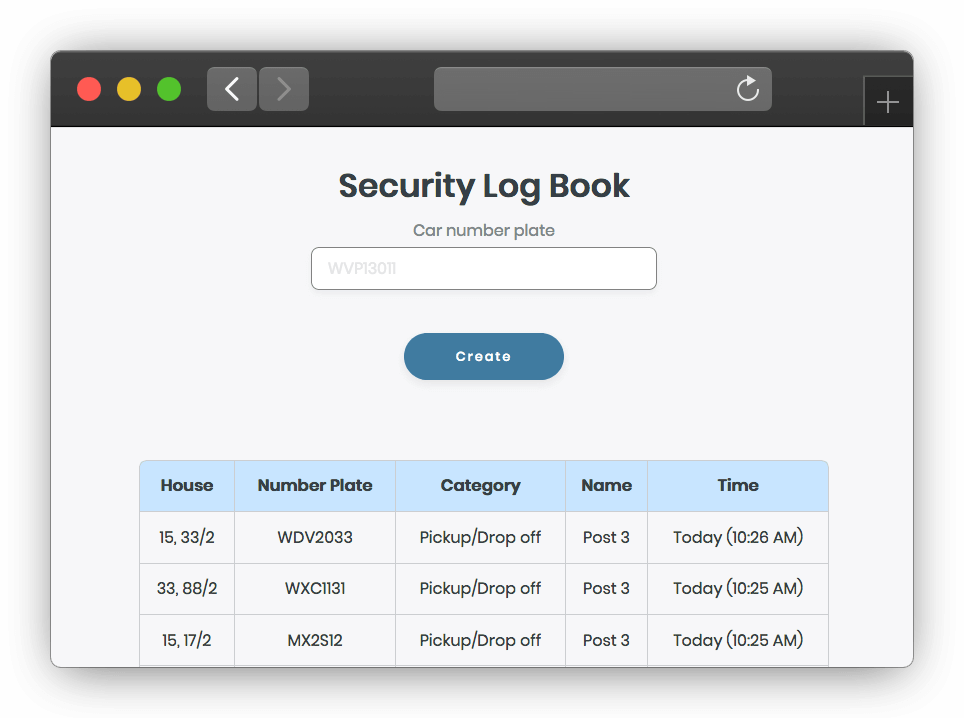 Security Log Book
Car number plate
WVP13011
Create
House Number Plate Category Name Time
15, 33/2 WDV2033 Pickup/Drop off Post 3 Today (10:26 AM)
33, 88/2 WXC1131 Pickup/Drop off Post 3 Today (10:25 AM)
15, 17/2 MX2S12 Pickup/Drop off Post 3 Today (10:25 AM)